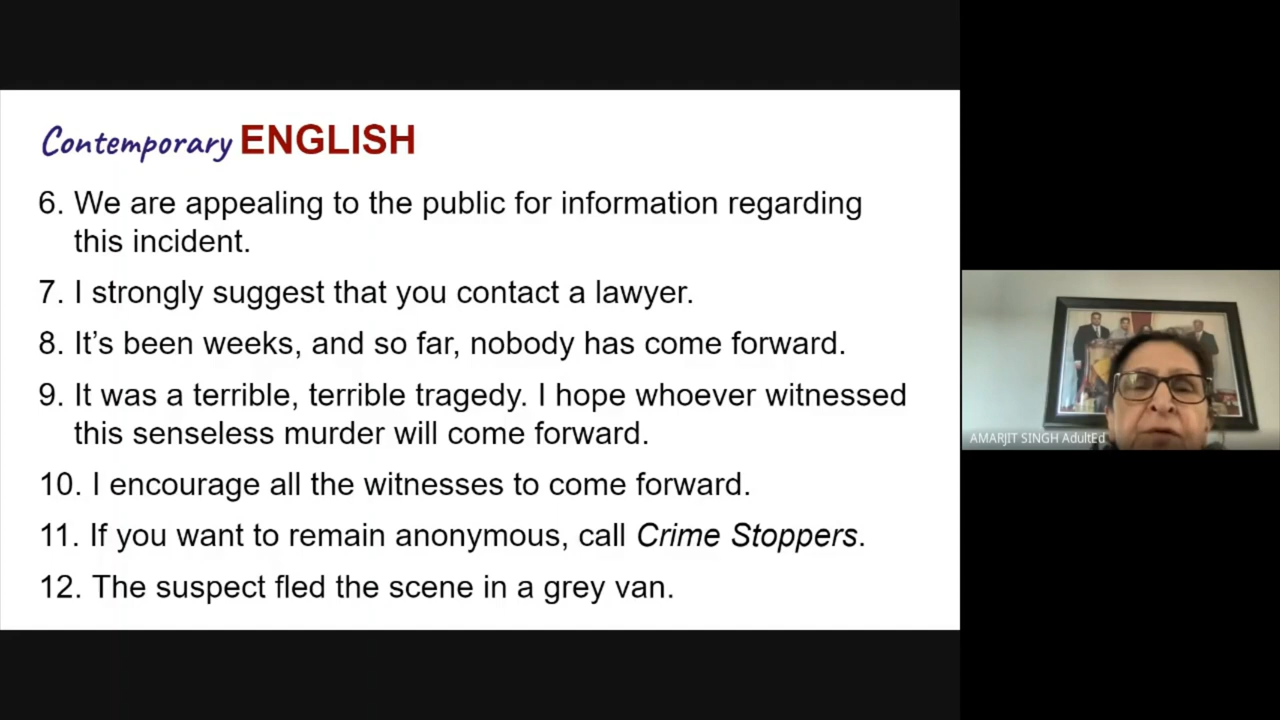 Contemporary ENGLISH
6. We are appealing to the public for information regarding
this incident.
7. I strongly suggest that you contact a lawyer.
8. It's been weeks, and so far, nobody has come forward.
9. It was a terrible, terrible tragedy. I hope whoever witnessed
this senseless murder will come forward.
10. I encourage all the witnesses to come forward.
11. If you want to remain anonymous, call Crime Stoppers.
12. The suspect fled the scene in a grey van.
AMARJIT SINGH AdultEd